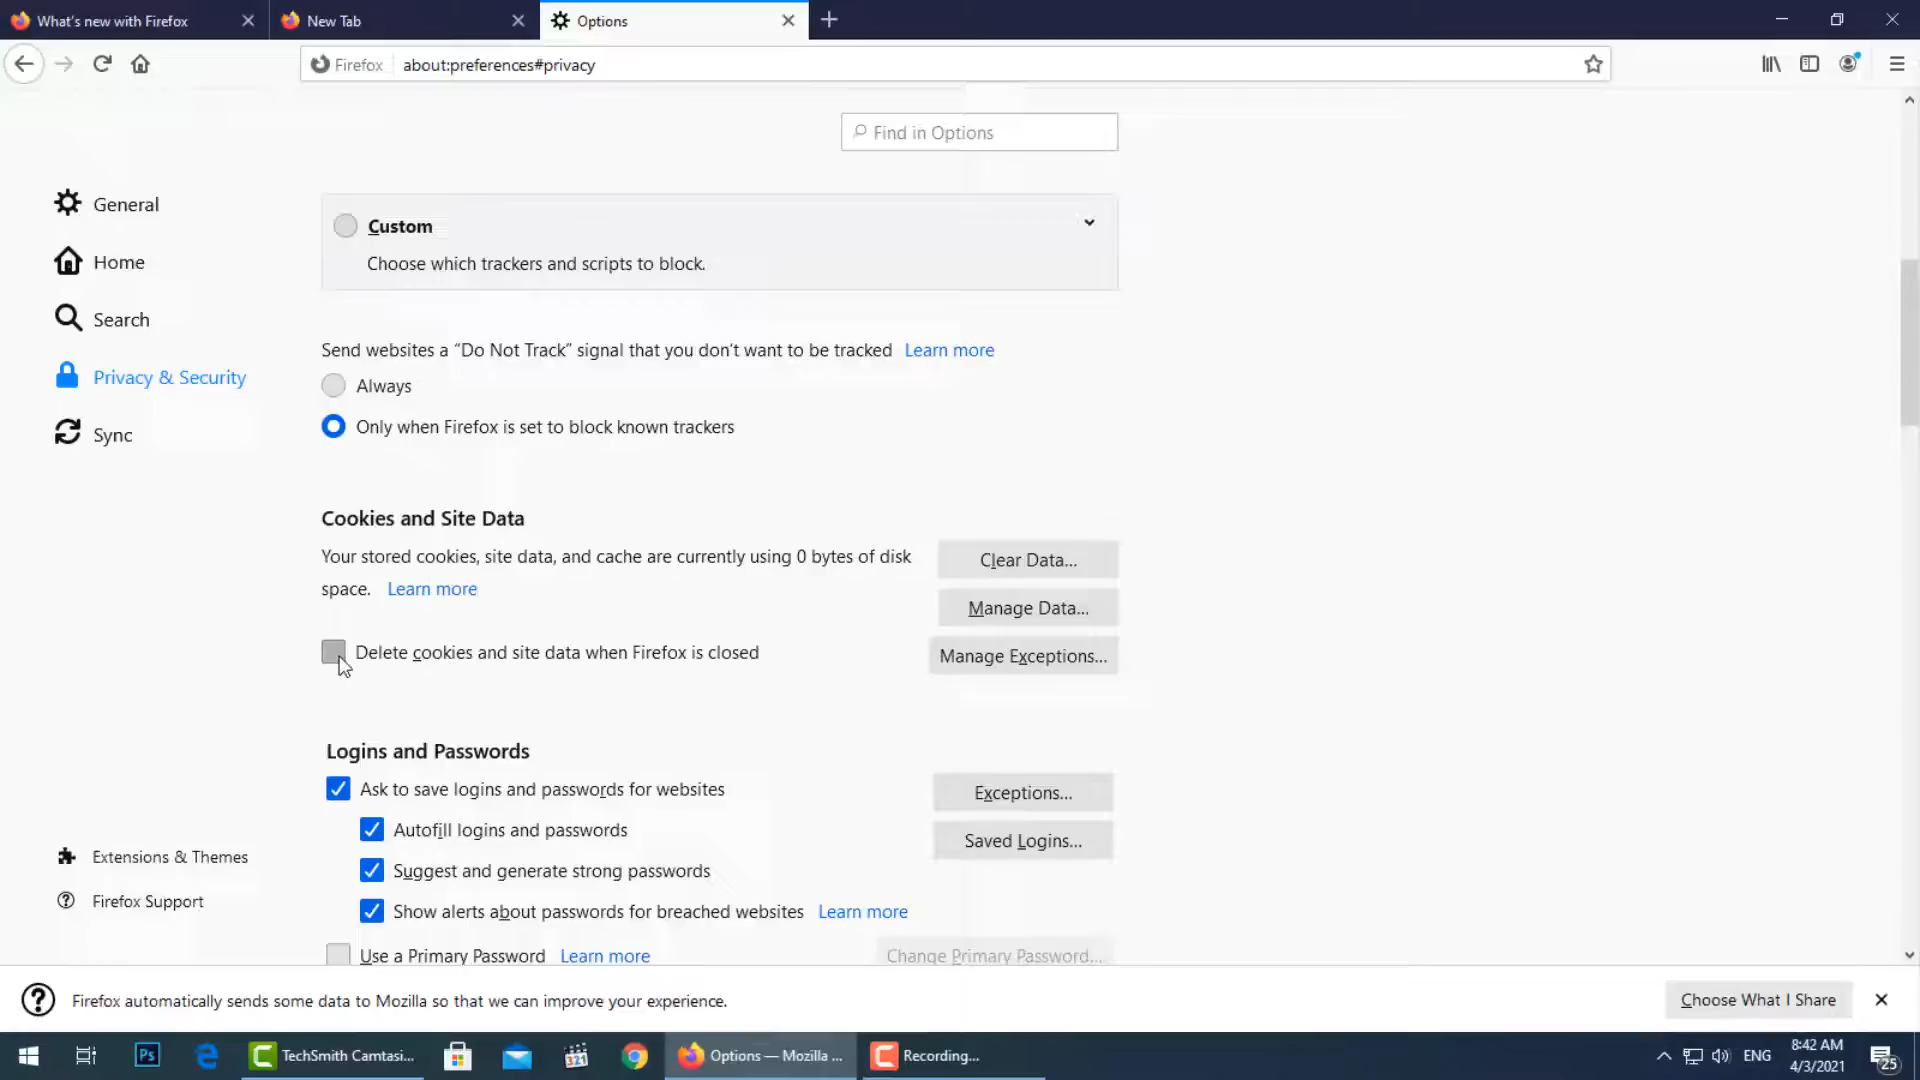 What's new with Firefox
New Tab
Options
Firefox
about:preferences#privacy
Find in Options
General
Home
Search
Privacy & Security
Sync
Extensions & Themes
Firefox Support
Custom
Choose which trackers and scripts to block.
Send websites a “Do Not Track” signal that you don’t want to be tracked Learn more
Always
Only when Firefox is set to block known trackers
Cookies and Site Data
Your stored cookies, site data, and cache are currently using 0 bytes of disk
space. Learn more
Clear Data...
Manage Data...
Delete cookies and site data when Firefox is closed
Manage Exceptions...
Logins and Passwords
Ask to save logins and passwords for websites
Exceptions...
Autofill logins and passwords
Saved Logins...
Suggest and generate strong passwords
Show alerts about passwords for breached websites Learn more
Use a Primary Password Learn more
Change Primary Password...
Firefox automatically sends some data to Mozilla so that we can improve your experience.
Choose What I Share
Ps
TechSmith Camtasi...
321
Options — Mozilla ...
Recording...
ENG
8:42 AM
4/3/2021
25